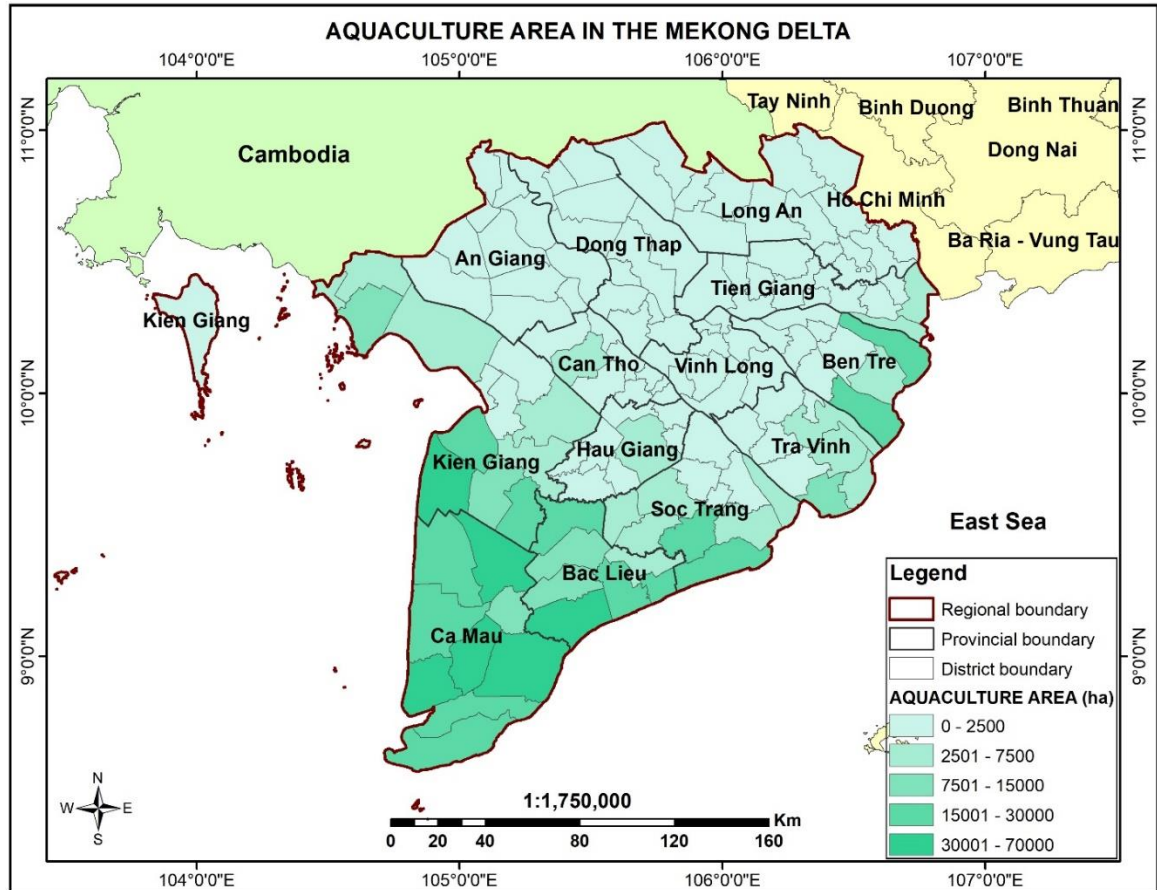 AQUACULTURE AREA IN THE MEKONG DELTA
104°0'0"E 105°0'0"E 106°0'0"E 107°0'0"E
11°0'0"N
11°0'0"N
10°0'0"N
10°0'0"N
9°0'0"N
9°0'0"N
Tay Ninh
Binh Duong
Binh Thuan
Cambodia
Dong Nai
Long An
Ho Chi Minh
Dong Thap
Ba Ria - Vung Tau
An Giang
Tien Giang
Kien Giang
Can Tho
Vinh Long
Ben Tre
Kien Giang
Hau Giang
Tra Vinh
Soc Trang
East Sea
Bac Lieu
Ca Mau
Legend
Regional boundary
Provincial boundary
District boundary
AQUACULTURE AREA (ha)
0 - 2500
2501 - 7500
7501 - 15000
15001 - 30000
30001 - 70000
N
W E
S
1:1,750,000
Km
0 20 40 80 120 160
104°0'0"E 105°0'0"E 106°0'0"E 107°0'0"E